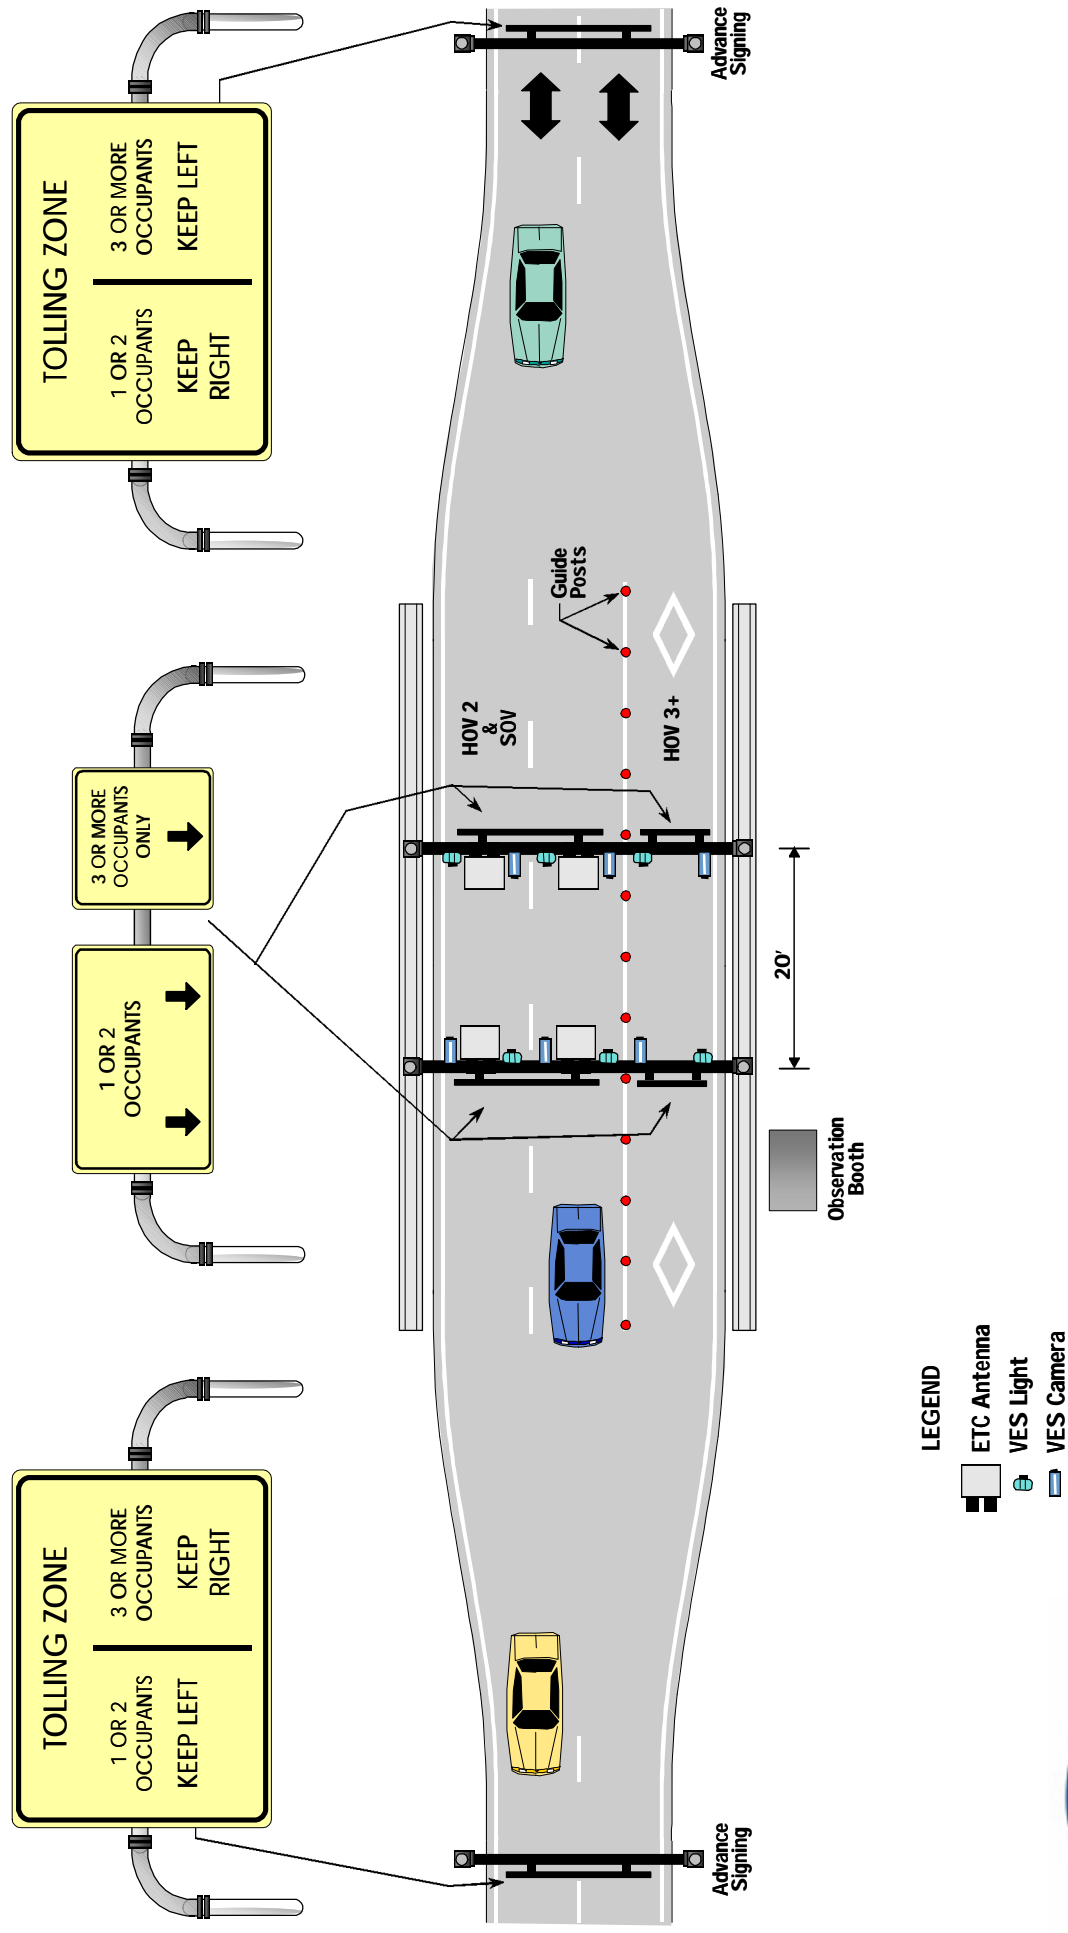 TOLLING ZONE
1 OR 2
OCCUPANTS
KEEP LEFT
3 OR MORE
OCCUPANTS
KEEP
RIGHT
1 OR 2
OCCUPANTS
3 OR MORE
OCCUPANTS
ONLY
TOLLING ZONE
1 OR 2
OCCUPANTS
KEEP
RIGHT
3 OR MORE
OCCUPANTS
KEEP LEFT
HOV 2
&
SOV
Guide
Posts
HOV 3+
Advance
Signing
20'
Observation
Booth
Advance
Signing
LEGEND
ETC Antenna
VES Light
VES Camera